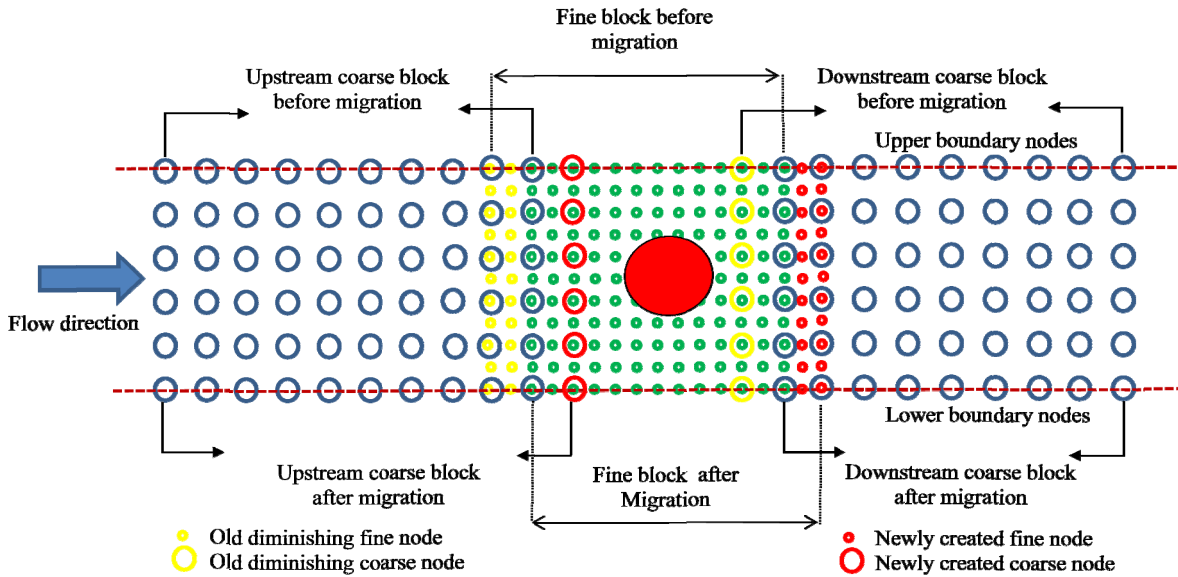 Fine block before
migration
Upstream coarse block
before migration
Downstream coarse block
before migration
Upper boundary nodes
Flow direction
Lower boundary nodes
Upstream coarse block
after migration
Fine block after
Migration
Downstream coarse block
after migration
Old diminishing fine node
Old diminishing coarse node
Newly created fine node
Newly created coarse node